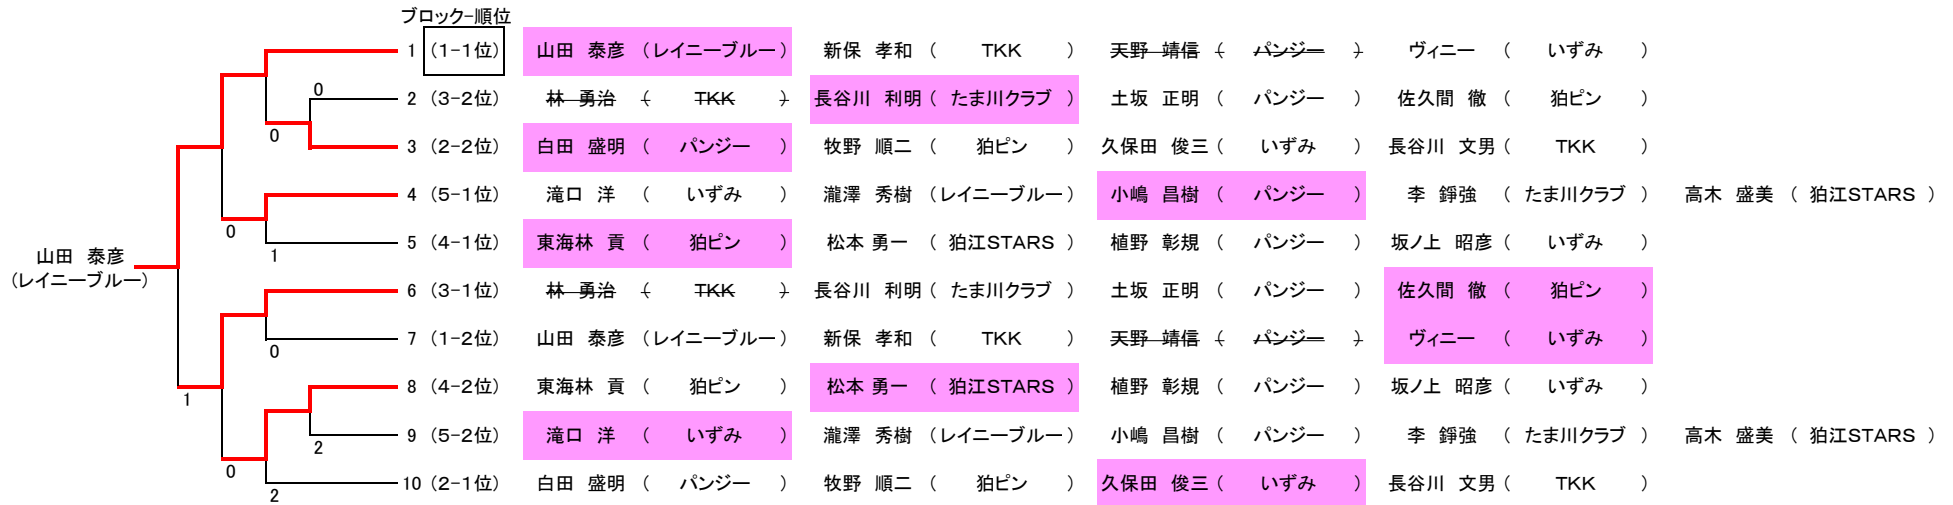 ブロック-順位
1 (1-1位) 山田 泰彦 (レイニーブルー) 新保 孝和 ( TKK ) 天野 靖信 ( パンジー ) ヴィニー ( いずみ )
0
2 (3-2位) 林 勇治 ( TKK ) 長谷川 利明 ( たま川クラブ ) 土坂 正明 ( パンジー ) 佐久間 徹 ( 狛ピン )
0
3 (2-2位) 白田 盛明 ( パンジー ) 牧野 順二 ( 狛ピン ) 久保田 俊三 ( いずみ ) 長谷川 文男 ( TKK )
4 (5-1位) 滝口 洋 ( いずみ ) 瀧澤 秀樹 (レイニーブルー) 小嶋 昌樹 ( パンジー ) 李 錚強 ( たま川クラブ ) 高木 盛美 ( 狛江STARS )
0
5 (4-1位) 東海林 貢 ( 狛ピン ) 松本 勇一 ( 狛江STARS ) 植野 彰規 ( パンジー ) 坂ノ上 昭彦 ( いずみ )
1
山田 泰彦
(レイニーブルー)
6 (3-1位) 林 勇治 ( TKK ) 長谷川 利明 ( たま川クラブ ) 土坂 正明 ( パンジー ) 佐久間 徹 ( 狛ピン )
7 (1-2位) 山田 泰彦 (レイニーブルー) 新保 孝和 ( TKK ) 天野 靖信 ( パンジー ) ヴィニー ( いずみ )
0
8 (4-2位) 東海林 貢 ( 狛ピン ) 松本 勇一 ( 狛江STARS ) 植野 彰規 ( パンジー ) 坂ノ上 昭彦 ( いずみ )
1
9 (5-2位) 滝口 洋 ( いずみ ) 瀧澤 秀樹 (レイニーブルー) 小嶋 昌樹 ( パンジー ) 李 錚強 ( たま川クラブ ) 高木 盛美 ( 狛江STARS )
2
0
10 (2-1位) 白田 盛明 ( パンジー ) 牧野 順二 ( 狛ピン ) 久保田 俊三 ( いずみ ) 長谷川 文男 ( TKK )
2